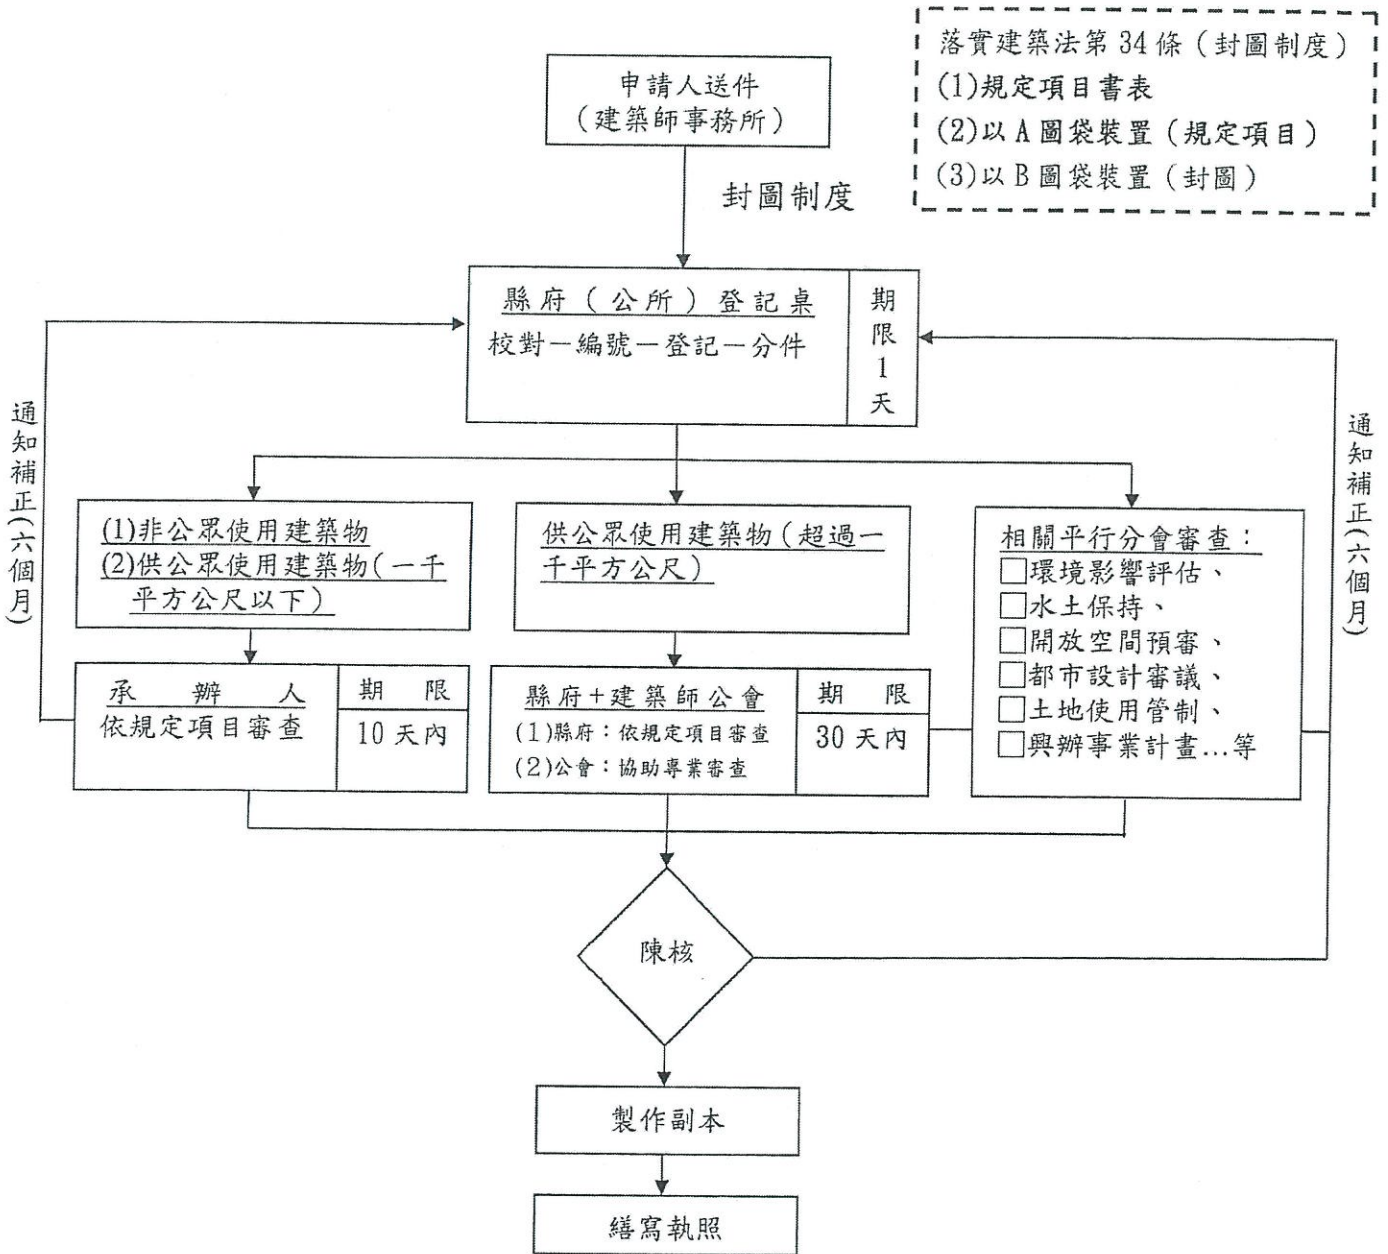 落實建築法第34條(封圖制度)
(1)規定項目書表
(2)以A圖袋裝置(規定項目)
(3)以B圖袋裝置(封圖)
申請人送件
(建築師事務所)
封圖制度
縣府(公所)登記桌
校對－編號－登記－分件
期限1天
通知補正(六個月)
通知補正(六個月)
(1)非公眾使用建築物
(2)供公眾使用建築物(一千
平方公尺以下)
供公眾使用建築物(超過一
千平方公尺)
相關平行分會審查：
□環境影響評估、
□水土保持、
□開放空間預審、
□都市設計審議、
□土地使用管制、
□興辦事業計畫...等
承辦人
依規定項目審查
期限
10天內
縣府+建築師公會
(1)縣府：依規定項目審查
(2)公會：協助專業審查
期限
30天內
陳核
製作副本
繕寫執照